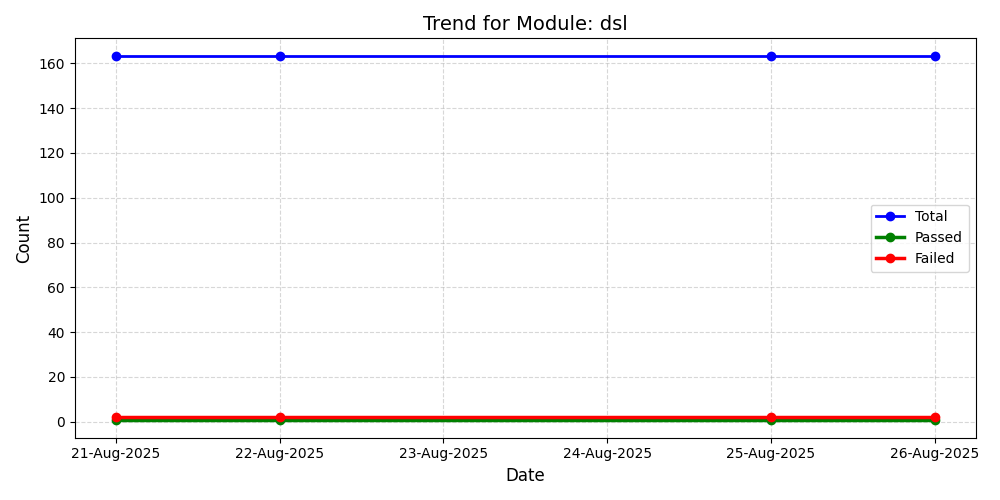 Trend for Module: dsl
Count
160
140
120
100
80
60
40
20
0
Total
Passed
Failed
21-Aug-2025 22-Aug-2025 23-Aug-2025 24-Aug-2025 25-Aug-2025 26-Aug-2025
Date